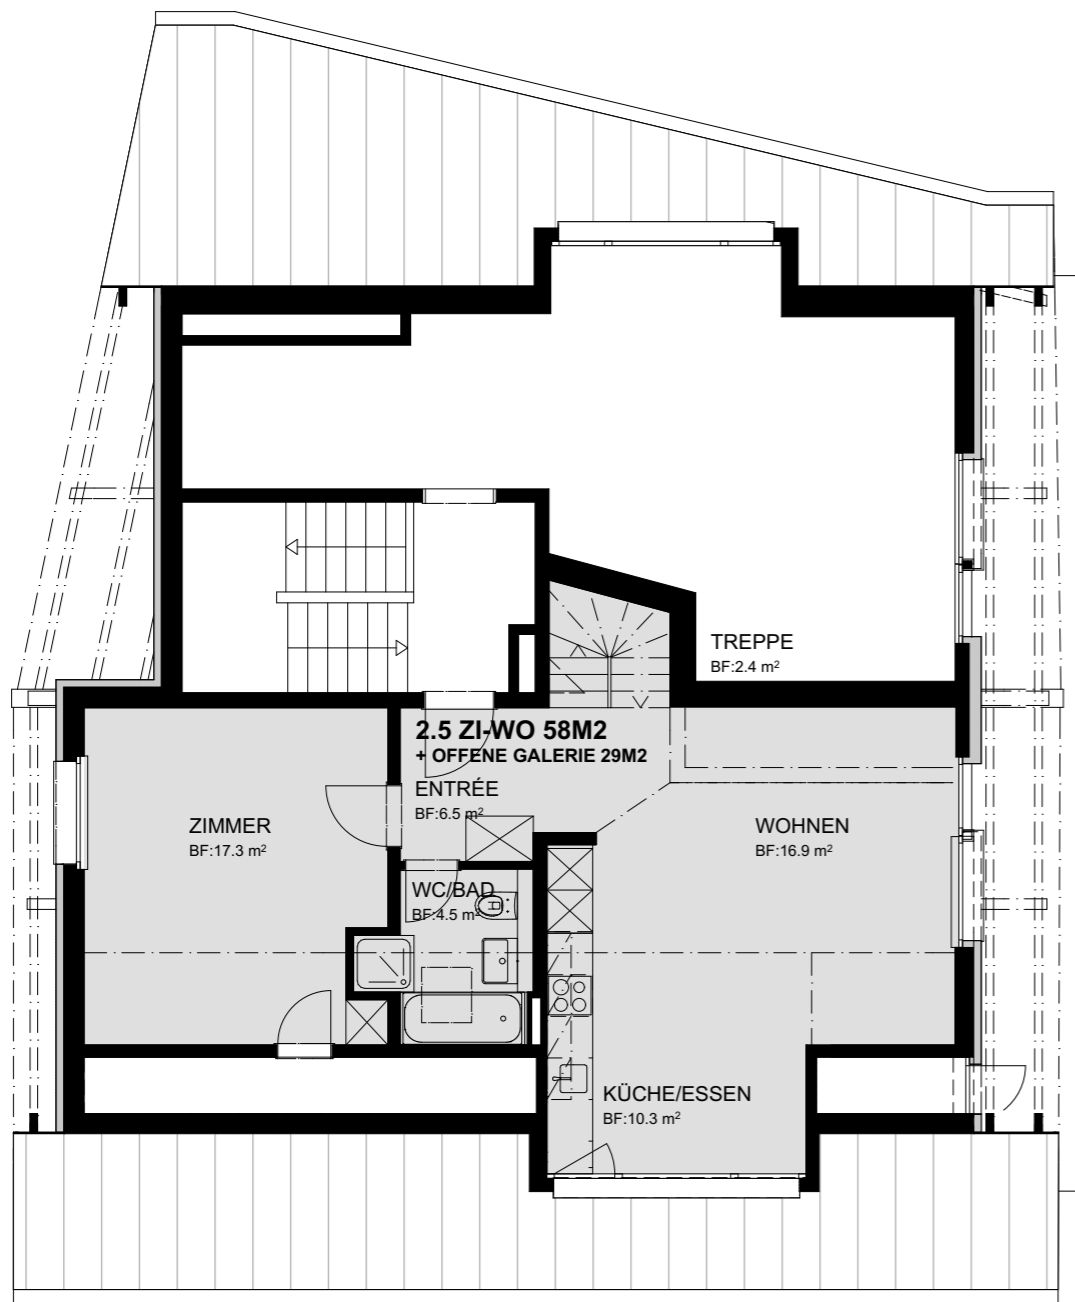 TREPPE
BF:2.4 m²
2.5 ZI-WO 58M2
+ OFFENE GALERIE 29M2
ENTRÉE
BF:6.5 m²
ZIMMER
BF:17.3 m²
WOHNEN
BF:16.9 m²
WC/BAD
BF:4.5 m²
KÜCHE/ESSEN
BF:10.3 m²